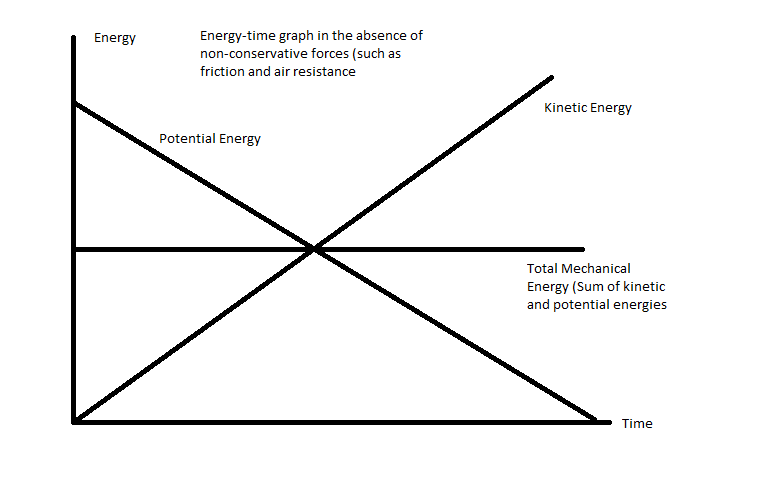 Energy
Energy-time graph in the absence of
non-conservative forces (such as
friction and air resistance
Kinetic Energy
Potential Energy
Total Mechanical
Energy (Sum of kinetic
and potential energies
Time